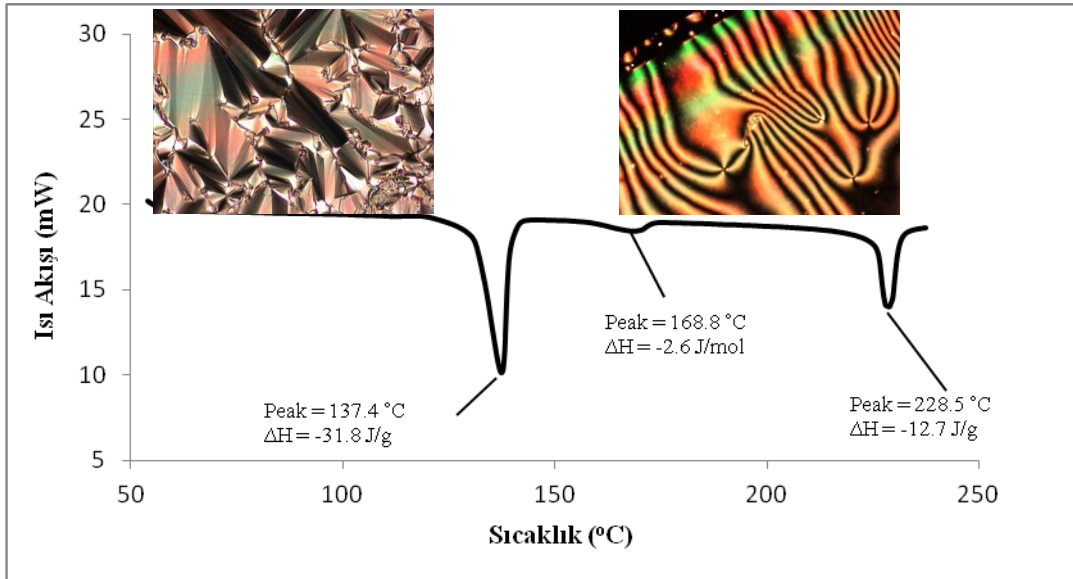 30
25
20
15
10
5
Isı Akışı (mW)
Peak = 137.4 °C
ΔH = -31.8 J/g
Peak = 168.8 °C
ΔH = -2.6 J/mol
Peak = 228.5 °C
ΔH = -12.7 J/g
50 100 150 200 250
Sıcaklık (ºC)